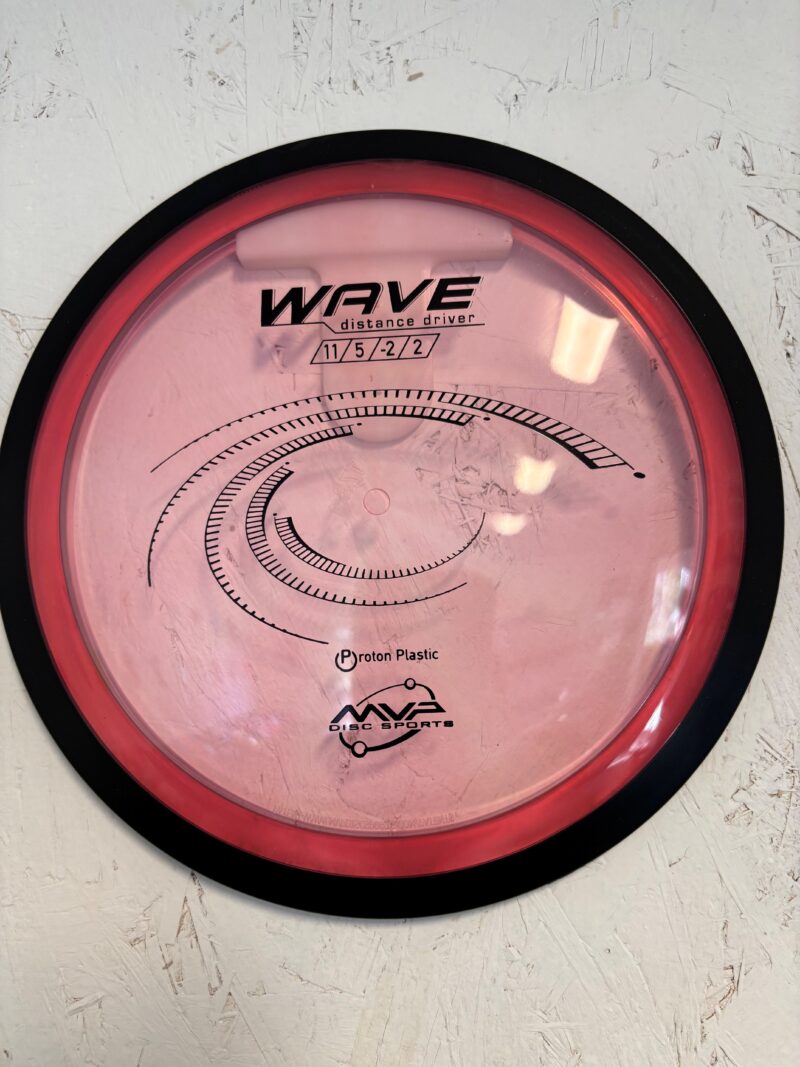 WAVE
distance driver
11/5/-2/2
Proton Plastic
MVP
DISC SPORTS